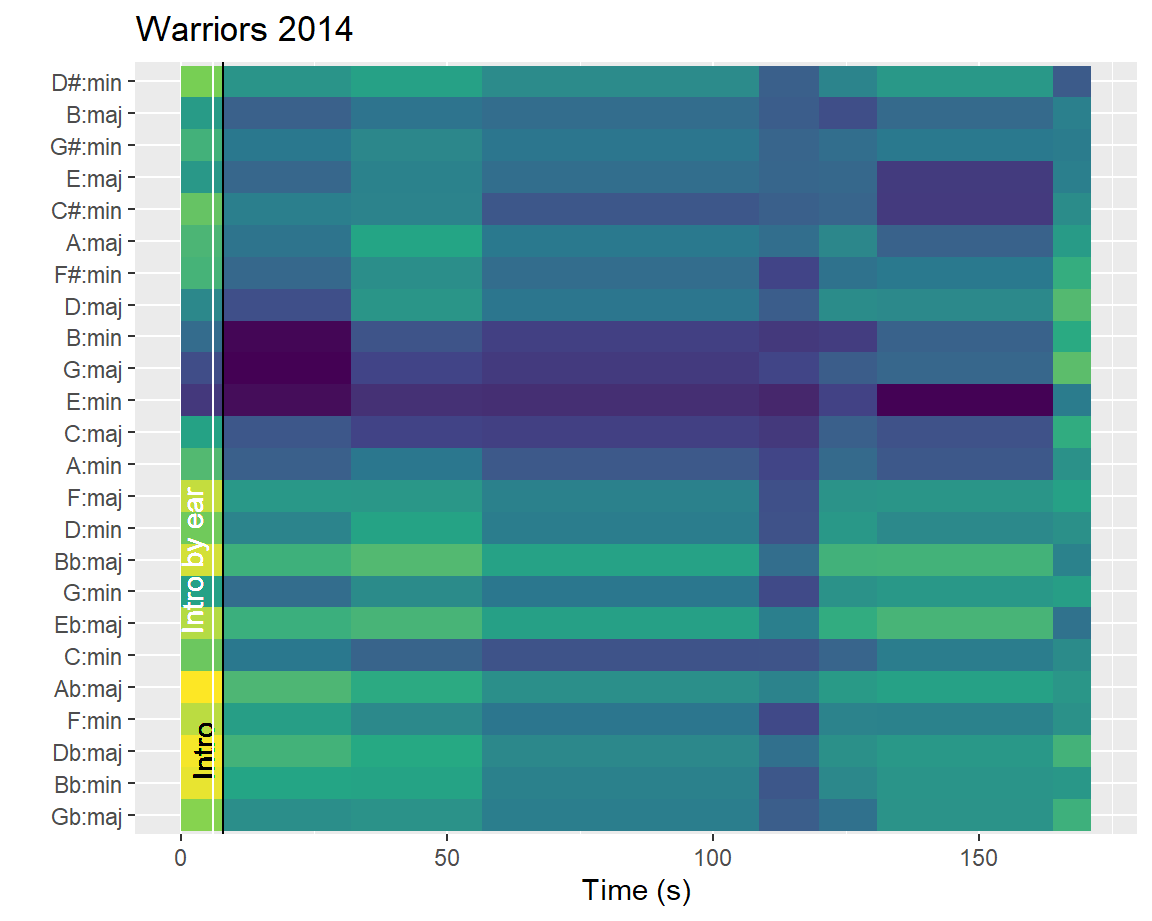 Warriors 2014
D#:min
B:maj
G#:min
E:maj
C#:min
A:maj
F#:min
D:maj
B:min
G:maj
E:min
C:maj
A:min
F:maj
D:min
Bb:maj
G:min
Eb:maj
C:min
Ab:maj
F:min
Db:maj
Bb:min
Gb:maj
Intro by ear
Intro
0 50 100 150
Time (s)